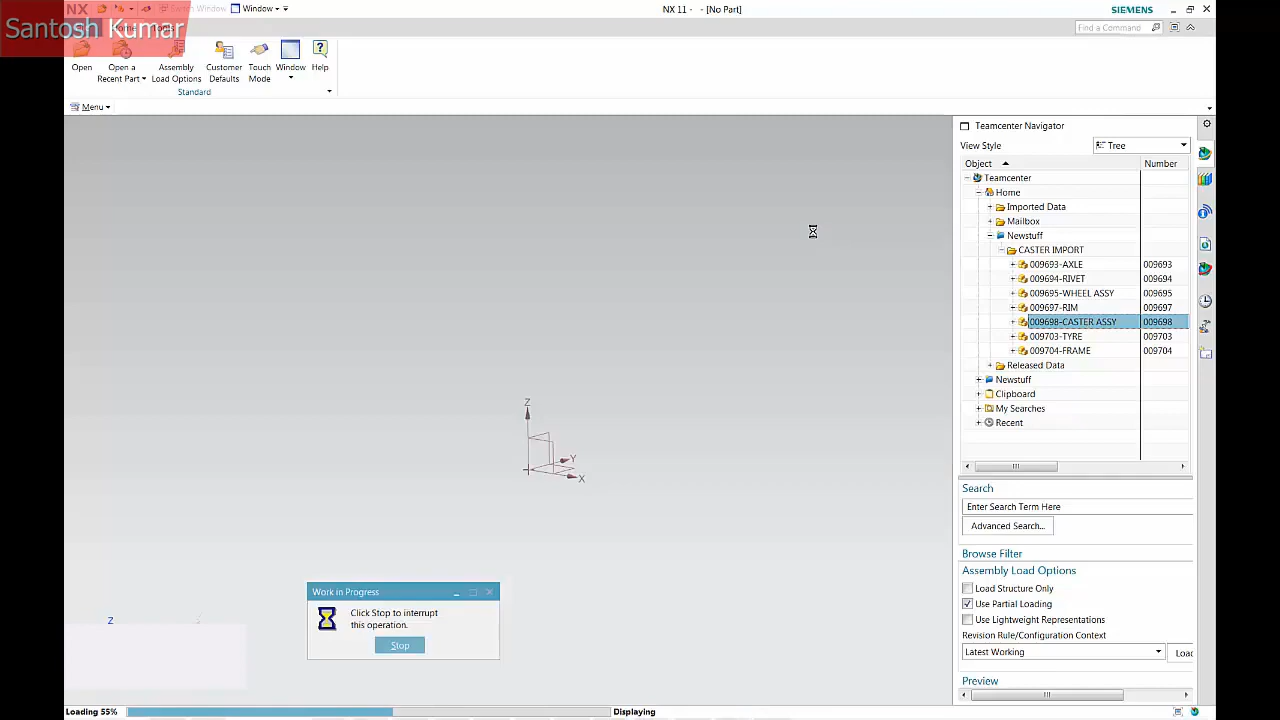 NX
Switch Window
Window
NX 11 - - [No Part]
SIEMENS
Santosh Kumar
Find a Command
Open
Open a
Recent Part
Assembly
Load Options
Customer
Defaults
Touch
Mode
Window
Help
Standard
Menu
Teamcenter Navigator
View Style
Tree
Object
Number
Teamcenter
Home
Imported Data
Mailbox
Newstuff
CASTER IMPORT
009693-AXLE 009693
009694-RIVET 009694
009695-WHEEL ASSY 009695
009697-RIM 009697
009698-CASTER ASSY 009698
009703-TYRE 009703
009704-FRAME 009704
Released Data
Newstuff
Clipboard
My Searches
Recent
Z
Y
X
Search
Enter Search Term Here
Advanced Search...
Browse Filter
Assembly Load Options
Load Structure Only
Use Partial Loading
Use Lightweight Representations
Revision Rule/Configuration Context
Latest Working
Load
Preview
Work in Progress
Click Stop to interrupt
this operation.
Stop
Z
Loading 55%
Displaying